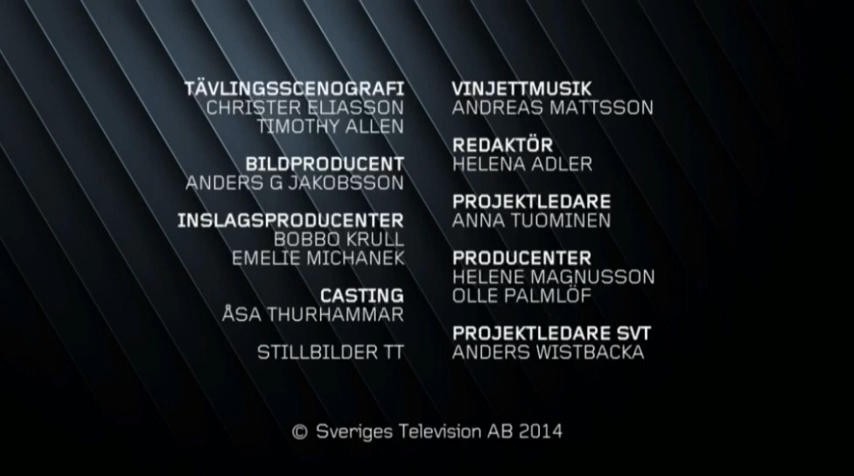 TÄVLINGSSCENOGRAFI
CHRISTER ELIASSON
TIMOTHY ALLEN
BILDPRODUCENT
ANDERS G JAKOBSSON
INSLAGSPRODUCENTER
BOBBO KRULL
EMELIE MICHANEK
CASTING
ÅSA THURHAMMAR
STILLBILDER TT
VINJETTMUSIK
ANDREAS MATTSSON
REDAKTÖR
HELENA ADLER
PROJEKTLEDARE
ANNA TUOMINEN
PRODUCENTER
HELENE MAGNUSSON
OLLE PALMLÖF
PROJEKTLEDARE SVT
ANDERS WISTBACKA
© Sveriges Television AB 2014